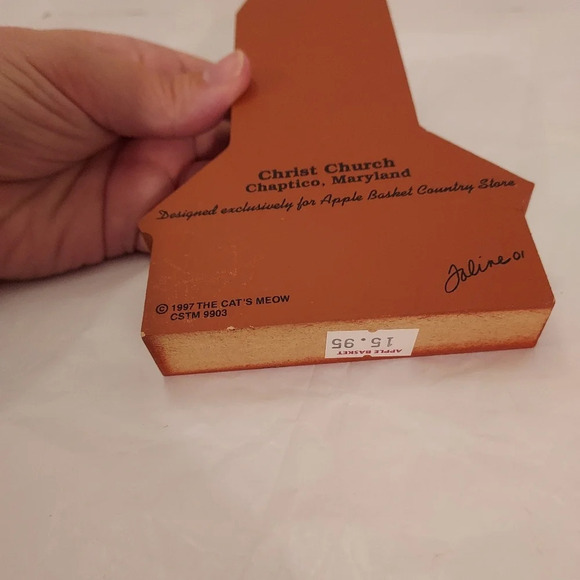 Christ Church
Chaptico, Maryland
Designed exclusively for Apple Basket Country Store
Faline 01
© 1997 THE CAT'S MEOW
CSTM 9903
APPLE BASKET
15.95